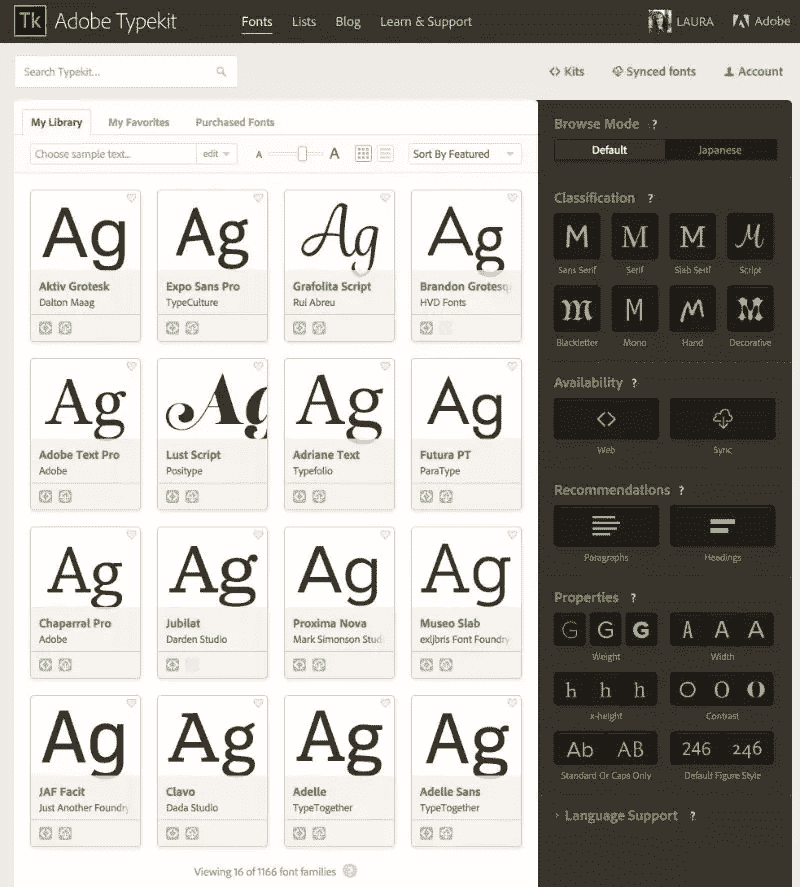 Tk Adobe Typekit Fonts Lists Blog Learn & Support LAURA Adobe
Search Typekit... Kits Synced fonts Account
My Library My Favorites Purchased Fonts
Choose sample text... edit A A Sort By Featured
Ag Ag Ag Ag
Aktiv Grotesk Expo Sans Pro Grafolita Script Brandon Grotesq
Dalton Maag TypeCulture Rui Abreu HVD Fonts
Ag Ag Ag Ag
Adobe Text Pro Lust Script Adriane Text Futura PT
Adobe Positype Typefolio ParaType
Ag Ag Ag Ag
Chaparral Pro Jubilat Proxima Nova Museo Slab
Adobe Darden Studio Mark Simonson Stud exljbris Font Foundry
Ag Ag Ag Ag
JAF Facit Clavo Adelle Adelle Sans
Just Another Foundry Dada Studio TypeTogether TypeTogether
Viewing 16 of 1166 font families ?
Browse Mode ?
Default Japanese
Classification ?
M M M M
Sans Serif Serif Slab Serif Script
M M M M
Blackletter Mono Hand Decorative
Availability ?
Web Sync
Recommendations ?
Paragraphs Headings
Properties ?
G G G A A A
Weight Width
h h h O O O
x-height Contrast
Ab AB 246 246
Standard Or Caps Only Default Figure Style
Language Support ?